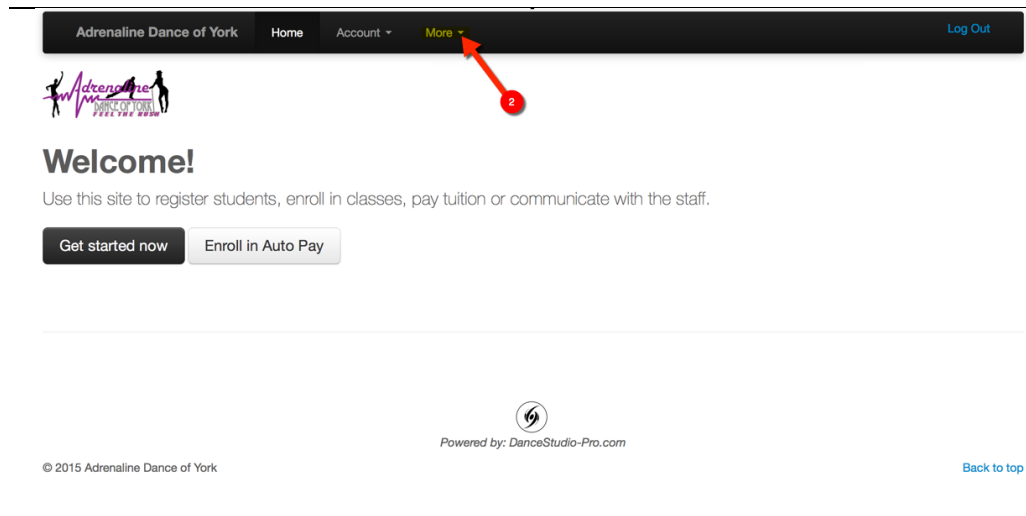 Adrenaline Dance of York Home Account More Log Out
2
Adrenaline
DANCE OF YORK
FEEL THE RUSH
Welcome!
Use this site to register students, enroll in classes, pay tuition or communicate with the staff.
Get started now Enroll in Auto Pay
Powered by: DanceStudio-Pro.com
© 2015 Adrenaline Dance of York Back to top